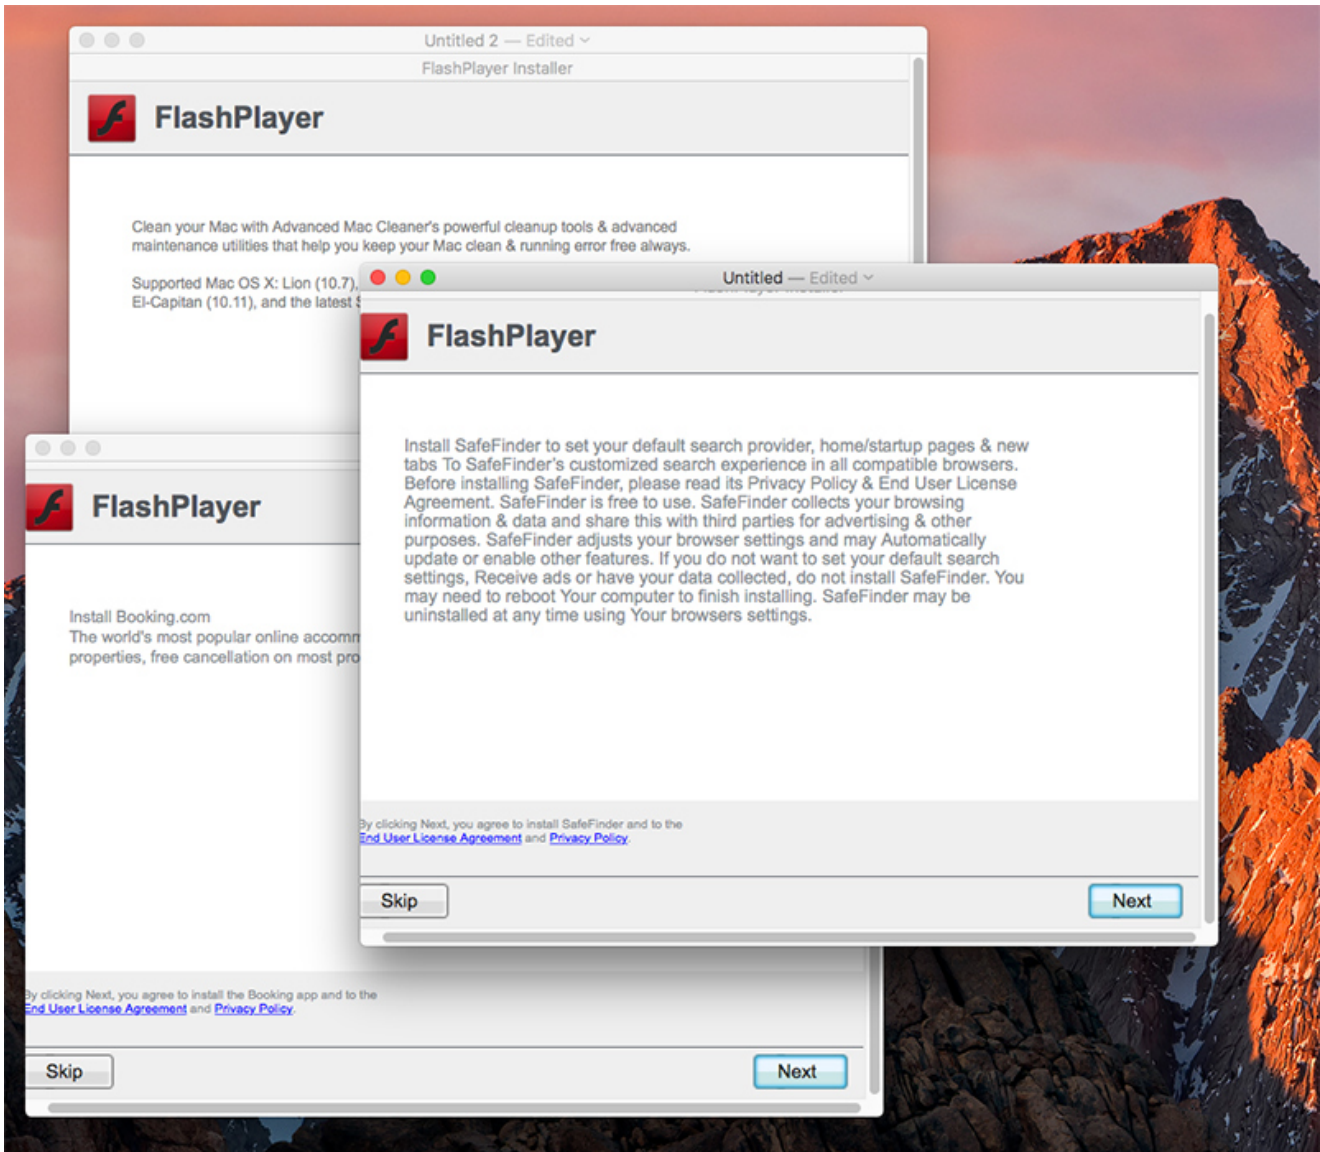 Untitled 2 — Edited
FlashPlayer Installer
FlashPlayer
Clean your Mac with Advanced Mac Cleaner's powerful cleanup tools & advanced
maintenance utilities that help you keep your Mac clean & running error free always.
Supported Mac OS X: Lion (10.7),
El-Capitan (10.11), and the latest
Untitled — Edited
FlashPlayer
Install SafeFinder to set your default search provider, home/startup pages & new
tabs To SafeFinder's customized search experience in all compatible browsers.
Before installing SafeFinder, please read its Privacy Policy & End User License
Agreement. SafeFinder is free to use. SafeFinder collects your browsing
information & data and share this with third parties for advertising & other
purposes. SafeFinder adjusts your browser settings and may Automatically
update or enable other features. If you do not want to set your default search
settings, Receive ads or have your data collected, do not install SafeFinder. You
may need to reboot Your computer to finish installing. SafeFinder may be
uninstalled at any time using Your browsers settings.
By clicking Next, you agree to install SafeFinder and to the
End User License Agreement and Privacy Policy.
Skip
Next
FlashPlayer
Install Booking.com
The world's most popular online accomm
properties, free cancellation on most pro
By clicking Next, you agree to install the Booking app and to the
End User License Agreement and Privacy Policy.
Skip
Next